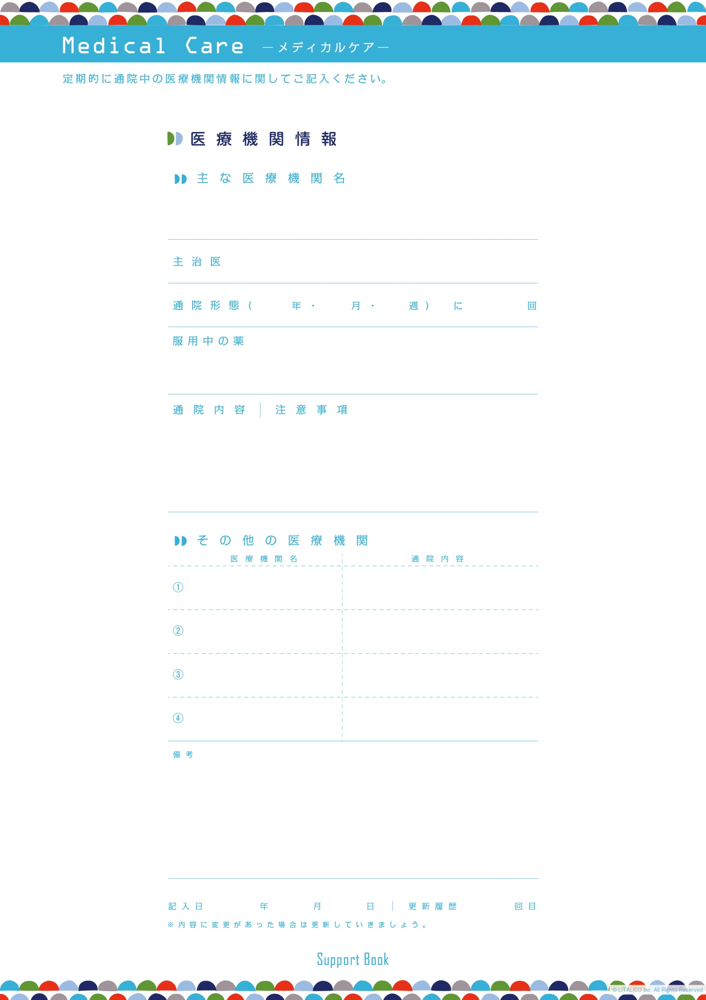 Medical Care ―メディカルケア―
定期的に通院中の医療機関情報に関してご記入ください。
医療機関情報
主な医療機関名
主治医
通院形態( 年・ 月・ 週) に 回
服用中の薬
通院内容 | 注意事項
その他の医療機関
医療機関名 通院内容
①
②
③
④
備考
記入日 年 月 日 | 更新履歴 回目
※内容に変更があった場合は更新していきましょう。
Support Book
© LITALICO Inc. All Rights Reserved